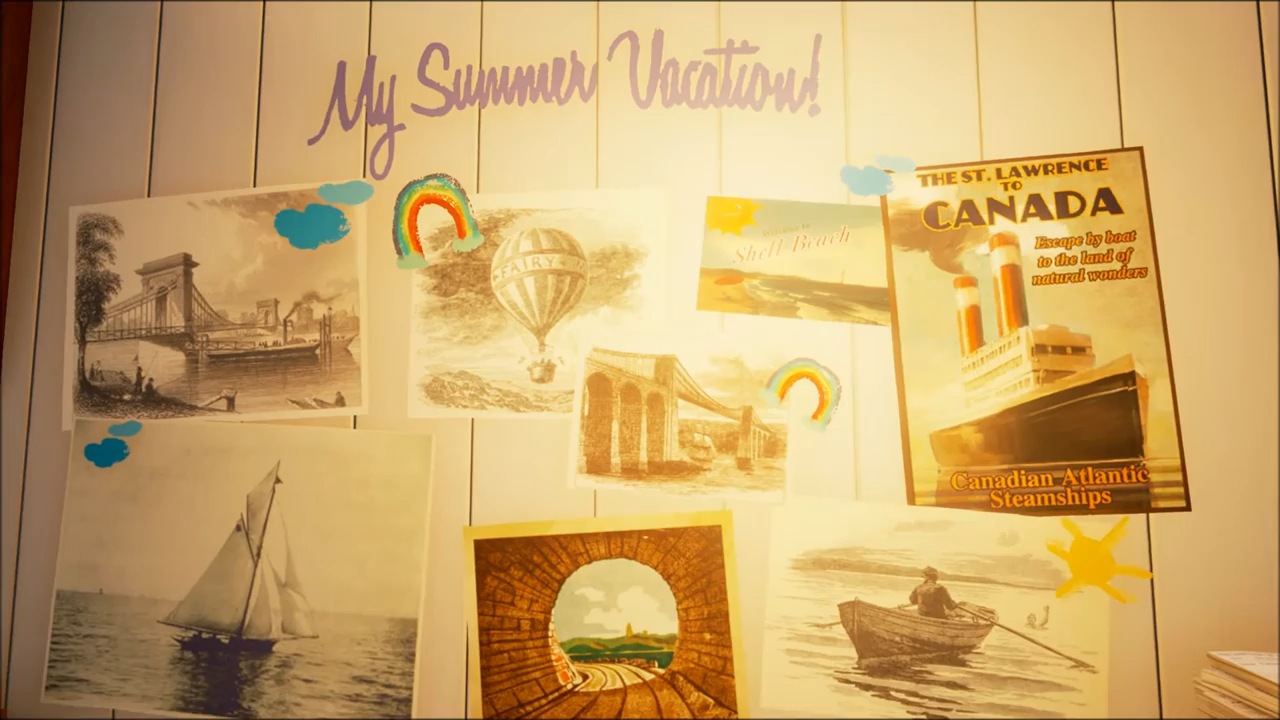 My Summer Vacation!
FAIRY
Welcome to
Shell Beach
THE ST. LAWRENCE
TO
CANADA
Escape by boat
to the land of
natural wonders
Canadian Atlantic
Steamships